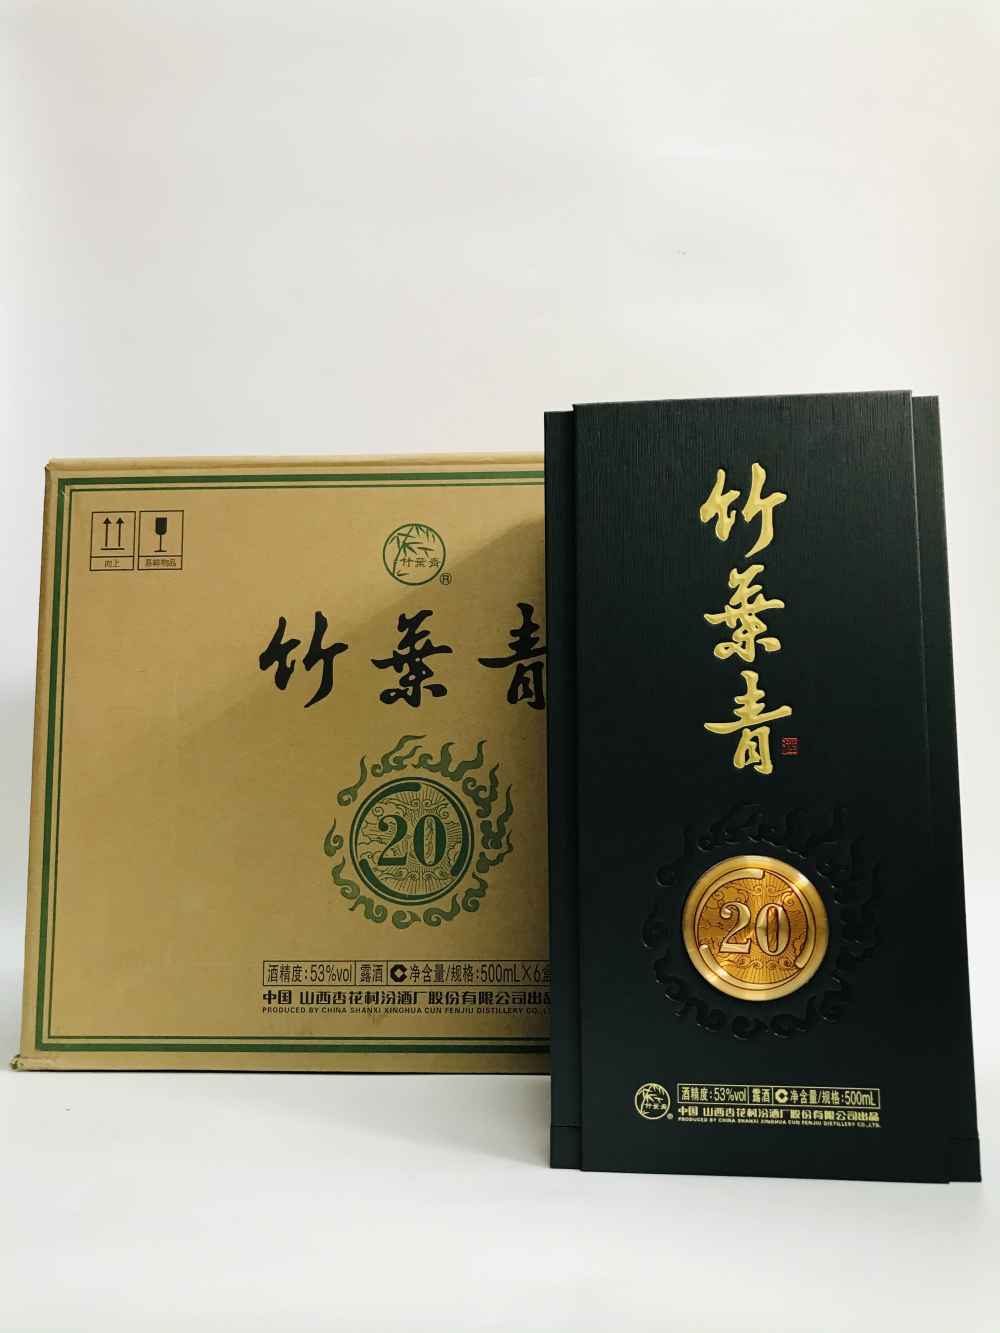 向上
易碎物品
竹葉青
®
竹葉青
20
酒精度:53%vol 露酒 净含量/规格:500mL×6盒
中国 山西杏花村汾酒厂股份有限公司出品
PRODUCED BY CHINA SHANXI XINGHUA CUN FENJIU DISTILLERY CO.,
竹
葉
青
20
竹葉青
®
酒精度:53%vol 露酒 净含量/规格:500mL
中国 山西杏花村汾酒厂股份有限公司出品
PRODUCED BY CHINA SHANXI XINGHUA CUN FENJIU DISTILLERY CO.,LTD.